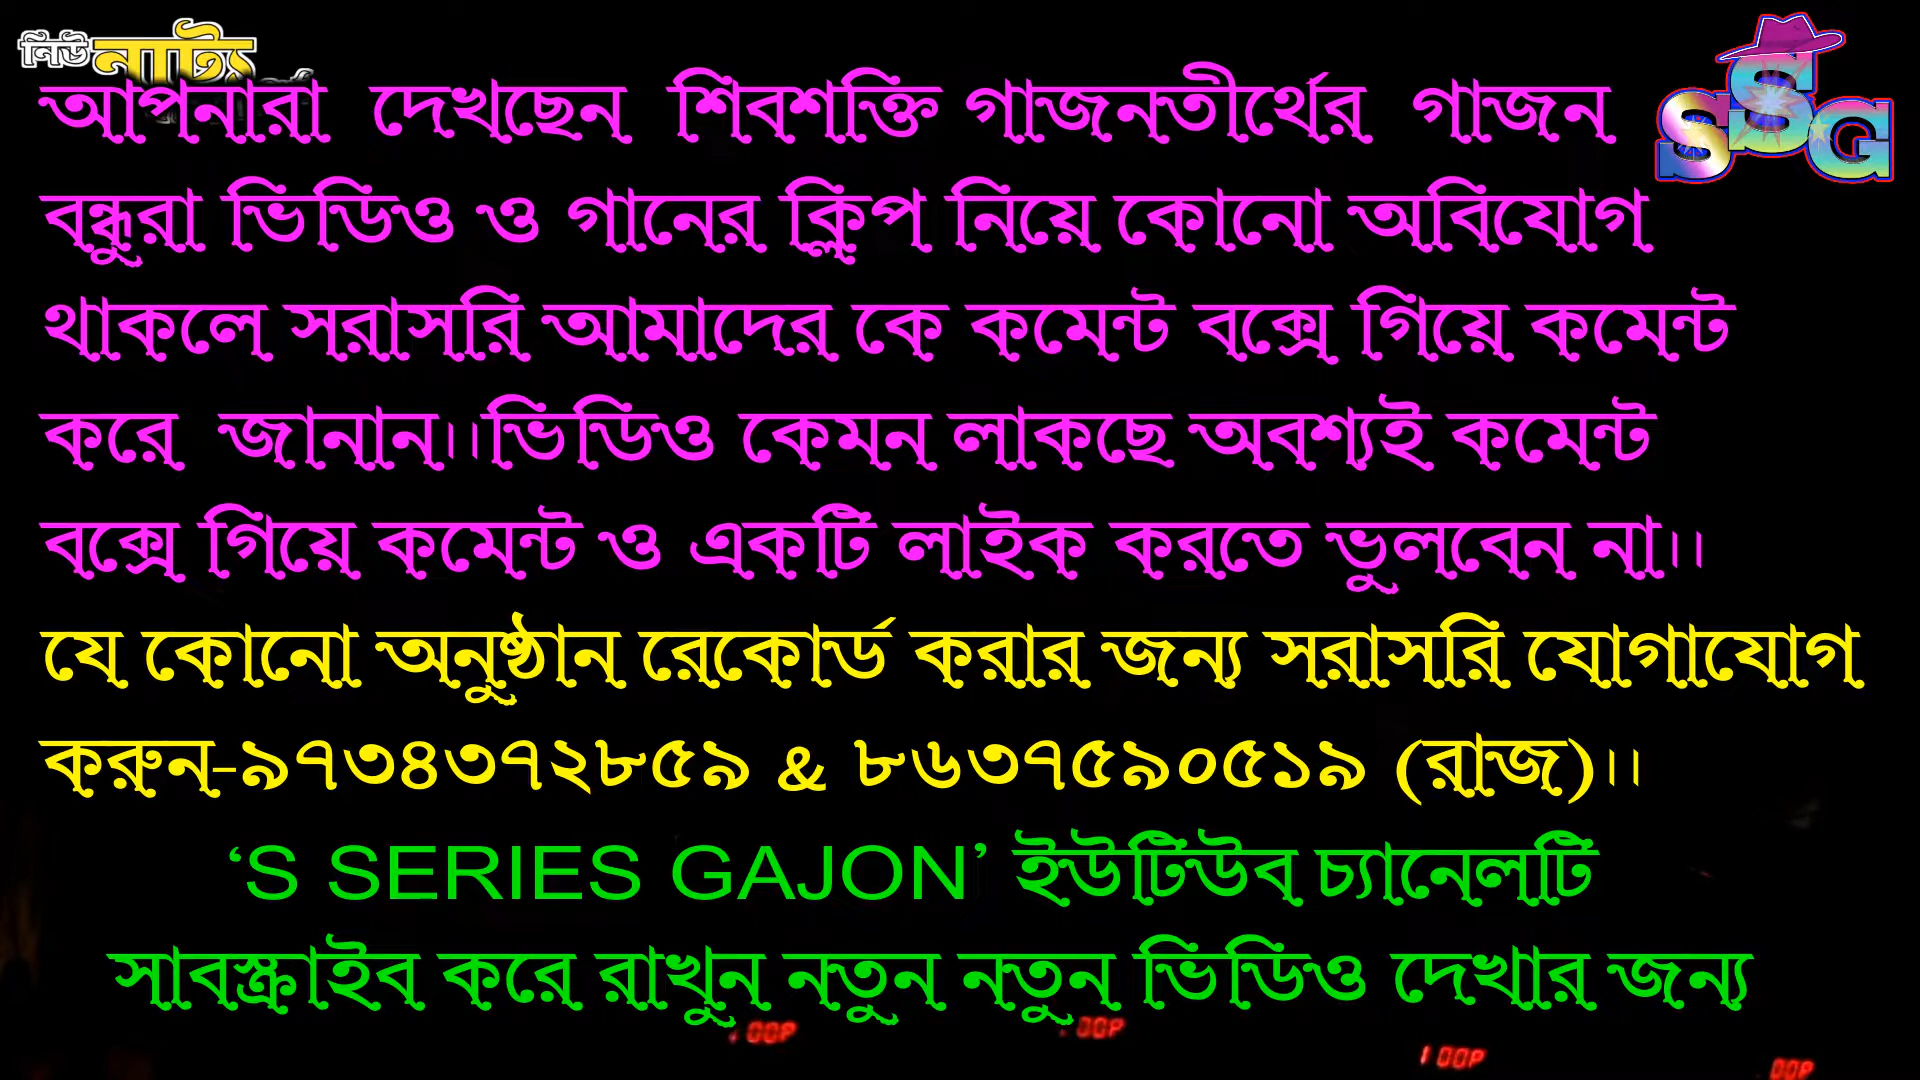 নিউ নাট্য
SSG
আপনারা দেখছেন শিবশক্তি গাজনতীর্থের গাজন
বন্ধুরা ভিডিও ও গানের ক্লিপ নিয়ে কোনো অবিযোগ
থাকলে সরাসরি আমাদের কে কমেন্ট বক্সে গিয়ে কমেন্ট
করে জানান।।ভিডিও কেমন লাকছে অবশ্যই কমেন্ট
বক্সে গিয়ে কমেন্ট ও একটি লাইক করতে ভুলবেন না।।
যে কোনো অনুষ্ঠান রেকোর্ড করার জন্য সরাসরি যোগাযোগ
করুন-৯৭৩৪৩৭২৮৫৯ & ৮৬৩৭৫৯০৫১৯ (রাজ)।।
‘S SERIES GAJON’ ইউটিউব চ্যানেলটি
সাবস্ক্রাইব করে রাখুন নতুন নতুন ভিডিও দেখার জন্য